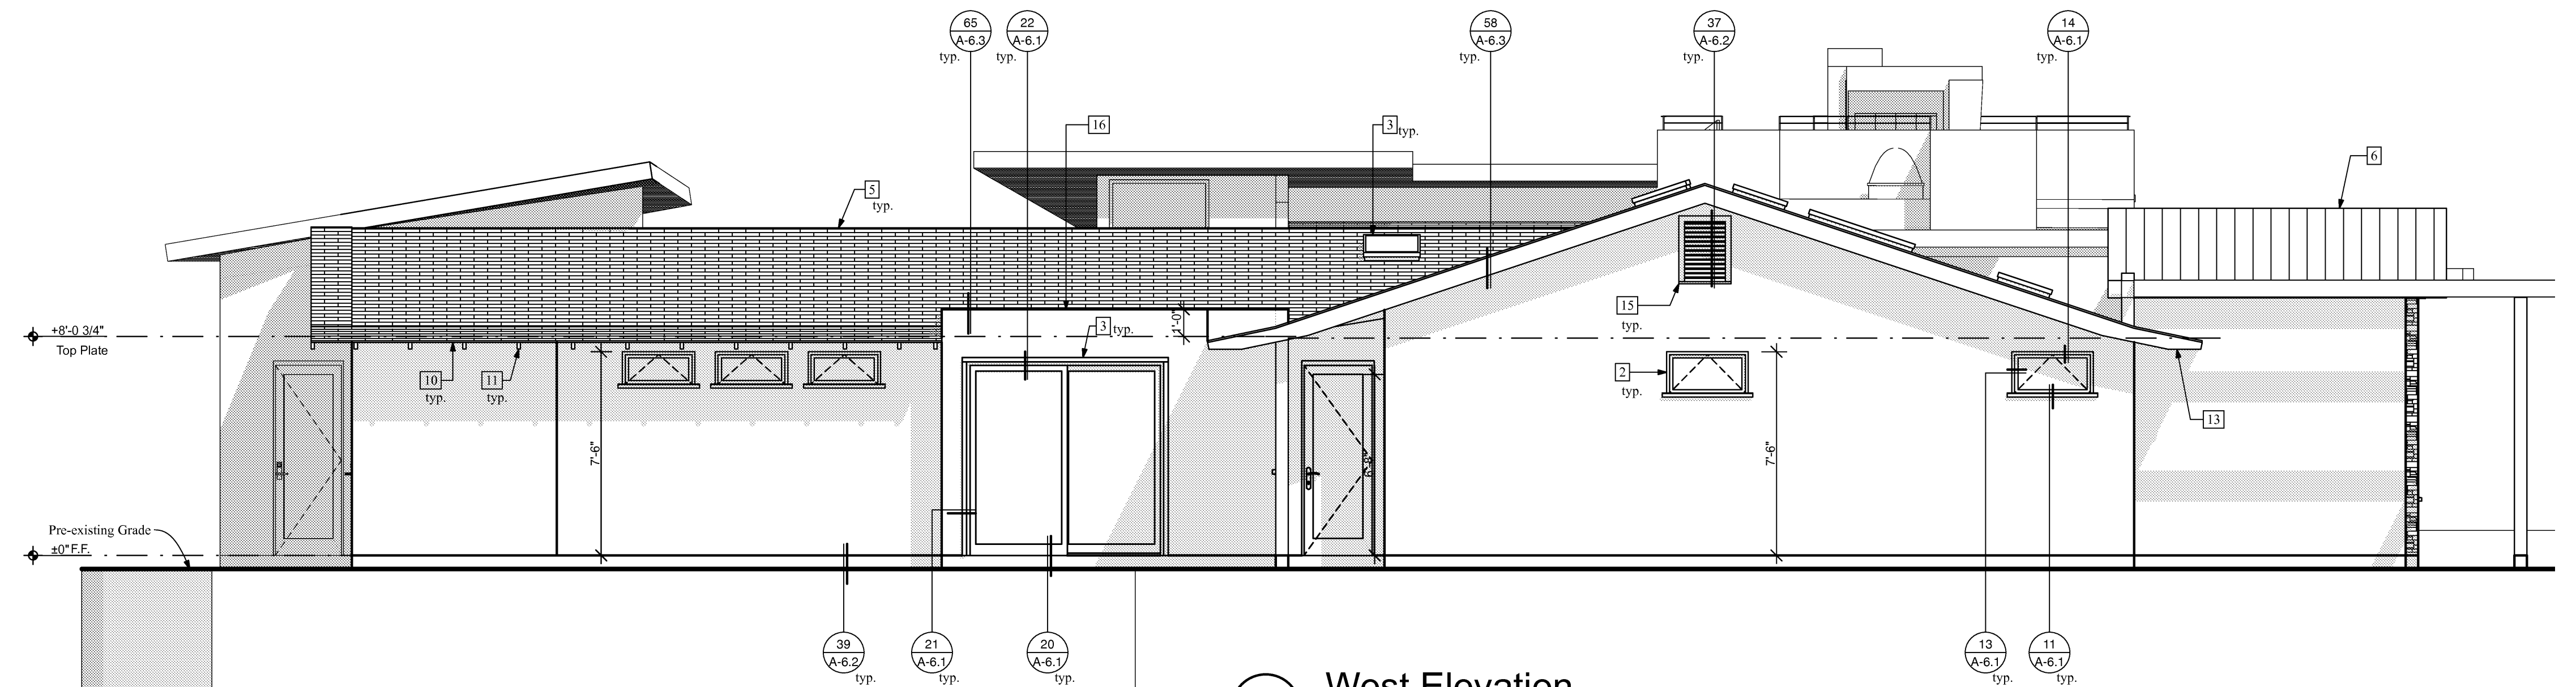 65
A-6.3
typ.
22
A-6.1
typ.
58
A-6.3
typ.
37
A-6.2
typ.
14
A-6.1
typ.
16
3 typ.
6
5
typ.
+8'-0 3/4"
Top Plate
1'-0"
3 typ.
15
typ.
10
typ.
11
typ.
2
typ.
13
7'-6"
6'-8"
7'-6"
Pre-existing Grade
±0" F.F.
39
A-6.2
typ.
21
A-6.1
typ.
20
A-6.1
typ.
13
A-6.1
typ.
11
A-6.1
typ.
West Elevation